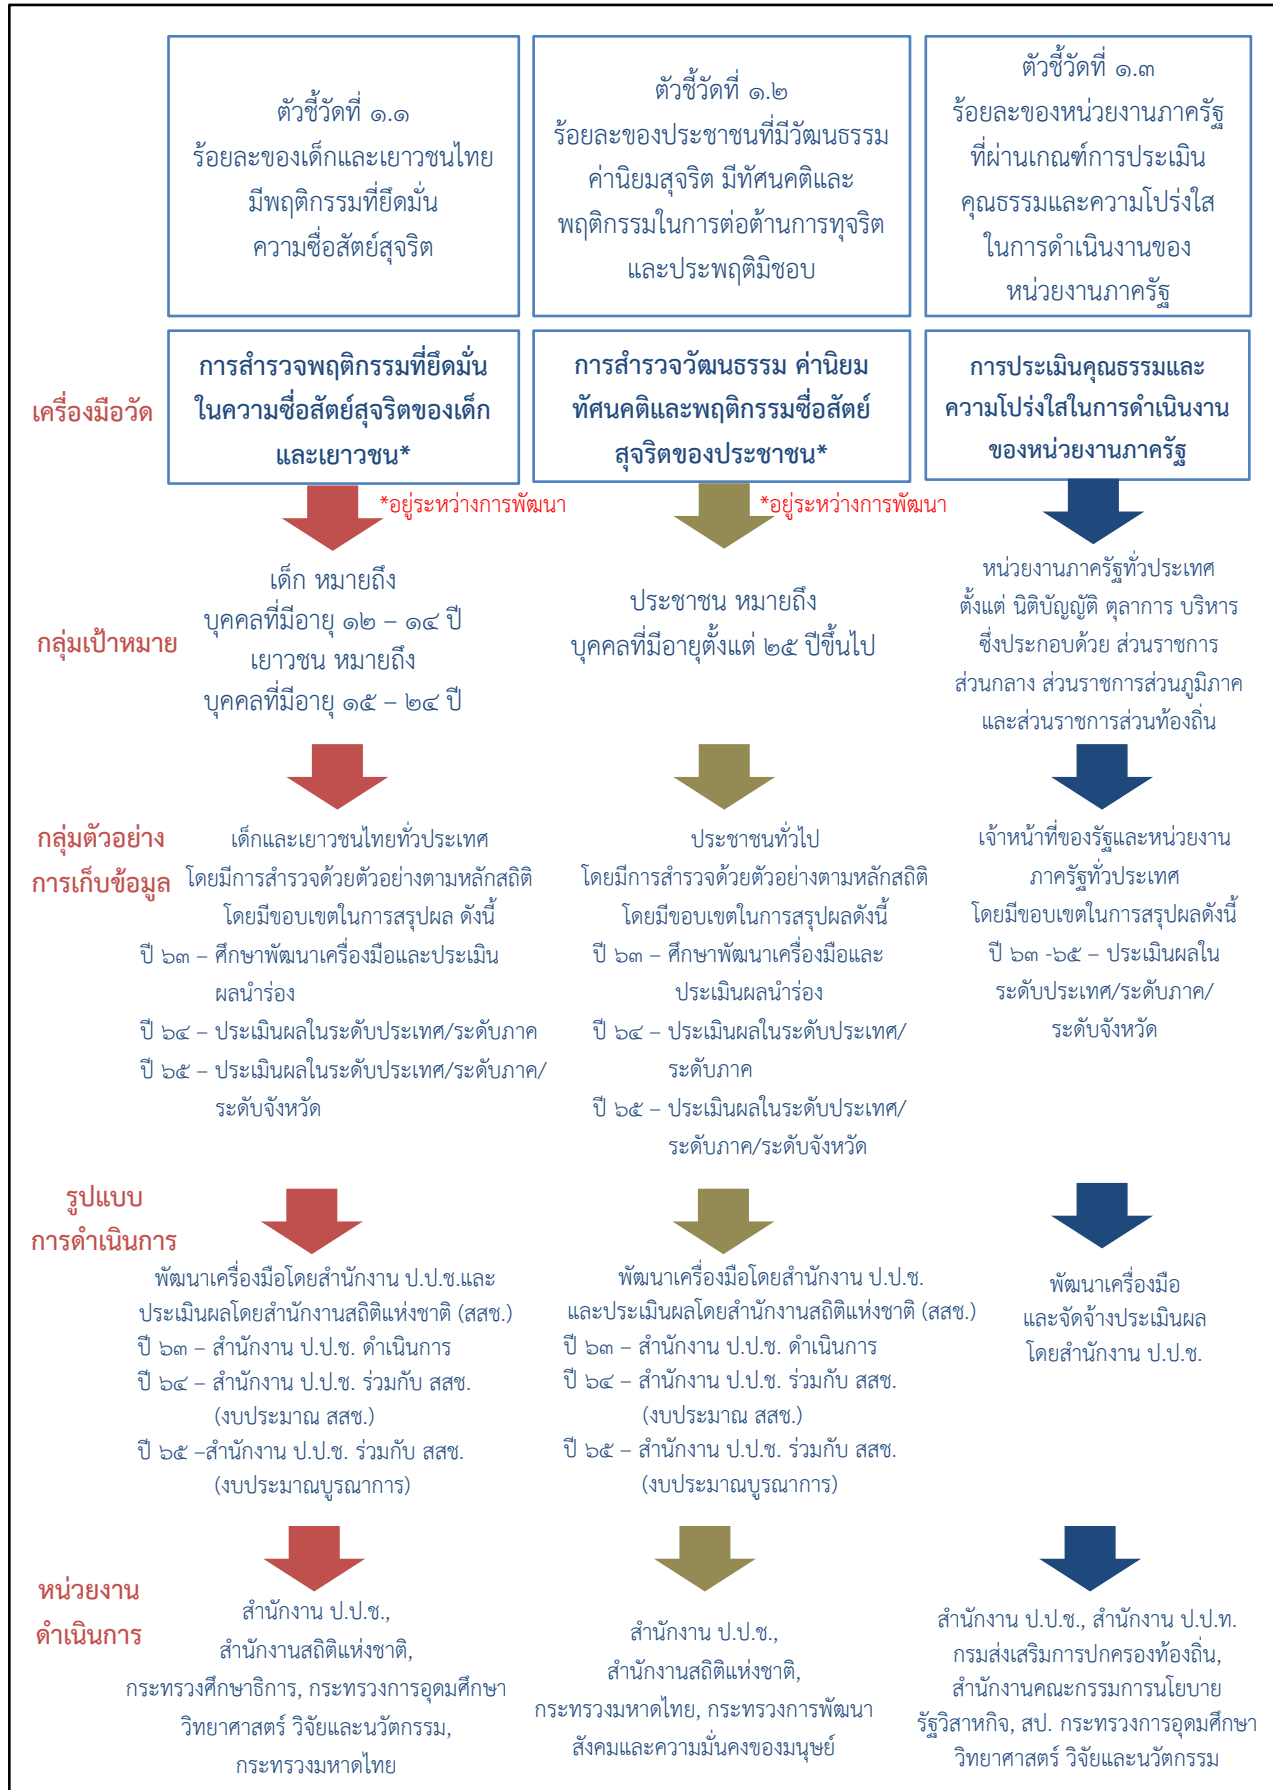 ตัวชี้วัดที่ ๑.๑
ร้อยละของเด็กและเยาวชนไทย
มีพฤติกรรมที่ยึดมั่น
ความซื่อสัตย์สุจริต
ตัวชี้วัดที่ ๑.๒
ร้อยละของประชาชนที่มีวัฒนธรรม
ค่านิยมสุจริต มีทัศนคติและ
พฤติกรรมในการต่อต้านการทุจริต
และประพฤติมิชอบ
ตัวชี้วัดที่ ๑.๓
ร้อยละของหน่วยงานภาครัฐ
ที่ผ่านเกณฑ์การประเมิน
คุณธรรมและความโปร่งใส
ในการดำเนินงานของ
หน่วยงานภาครัฐ
เครื่องมือวัด
การสำรวจพฤติกรรมที่ยึดมั่น
ในความซื่อสัตย์สุจริตของเด็ก
และเยาวชน*
*อยู่ระหว่างการพัฒนา
การสำรวจวัฒนธรรม ค่านิยม
ทัศนคติและพฤติกรรมซื่อสัตย์
สุจริตของประชาชน*
*อยู่ระหว่างการพัฒนา
การประเมินคุณธรรมและ
ความโปร่งใสในการดำเนินงาน
ของหน่วยงานภาครัฐ
กลุ่มเป้าหมาย
เด็ก หมายถึง
บุคคลที่มีอายุ ๑๒ – ๑๔ ปี
เยาวชน หมายถึง
บุคคลที่มีอายุ ๑๕ – ๒๔ ปี
ประชาชน หมายถึง
บุคคลที่มีอายุตั้งแต่ ๒๕ ปีขึ้นไป
หน่วยงานภาครัฐทั่วประเทศ
ตั้งแต่ นิติบัญญัติ ตุลาการ บริหาร
ซึ่งประกอบด้วย ส่วนราชการ
ส่วนกลาง ส่วนราชการส่วนภูมิภาค
และส่วนราชการส่วนท้องถิ่น
กลุ่มตัวอย่าง
การเก็บข้อมูล
เด็กและเยาวชนไทยทั่วประเทศ
โดยมีการสำรวจด้วยตัวอย่างตามหลักสถิติ
โดยมีขอบเขตในการสรุปผล ดังนี้
ปี ๖๓ – ศึกษาพัฒนาเครื่องมือและประเมิน
ผลนำร่อง
ปี ๖๔ – ประเมินผลในระดับประเทศ/ระดับภาค
ปี ๖๕ – ประเมินผลในระดับประเทศ/ระดับภาค/
ระดับจังหวัด
ประชาชนทั่วไป
โดยมีการสำรวจด้วยตัวอย่างตามหลักสถิติ
โดยมีขอบเขตในการสรุปผลดังนี้
ปี ๖๓ – ศึกษาพัฒนาเครื่องมือและ
ประเมินผลนำร่อง
ปี ๖๔ – ประเมินผลในระดับประเทศ/
ระดับภาค
ปี ๖๕ – ประเมินผลในระดับประเทศ/
ระดับภาค/ระดับจังหวัด
เจ้าหน้าที่ของรัฐและหน่วยงาน
ภาครัฐทั่วประเทศ
โดยมีขอบเขตในการสรุปผลดังนี้
ปี ๖๓ -๖๕ – ประเมินผลใน
ระดับประเทศ/ระดับภาค/
ระดับจังหวัด
รูปแบบ
การดำเนินการ
พัฒนาเครื่องมือโดยสำนักงาน ป.ป.ช.และ
ประเมินผลโดยสำนักงานสถิติแห่งชาติ (สสช.)
ปี ๖๓ – สำนักงาน ป.ป.ช. ดำเนินการ
ปี ๖๔ – สำนักงาน ป.ป.ช. ร่วมกับ สสช.
(งบประมาณ สสช.)
ปี ๖๕ –สำนักงาน ป.ป.ช. ร่วมกับ สสช.
(งบประมาณบูรณาการ)
พัฒนาเครื่องมือโดยสำนักงาน ป.ป.ช.
และประเมินผลโดยสำนักงานสถิติแห่งชาติ (สสช.)
ปี ๖๓ – สำนักงาน ป.ป.ช. ดำเนินการ
ปี ๖๔ – สำนักงาน ป.ป.ช. ร่วมกับ สสช.
(งบประมาณ สสช.)
ปี ๖๕ – สำนักงาน ป.ป.ช. ร่วมกับ สสช.
(งบประมาณบูรณาการ)
พัฒนาเครื่องมือ
และจัดจ้างประเมินผล
โดยสำนักงาน ป.ป.ช.
หน่วยงาน
ดำเนินการ
สำนักงาน ป.ป.ช.,
สำนักงานสถิติแห่งชาติ,
กระทรวงศึกษาธิการ, กระทรวงการอุดมศึกษา
วิทยาศาสตร์ วิจัยและนวัตกรรม,
กระทรวงมหาดไทย
สำนักงาน ป.ป.ช.,
สำนักงานสถิติแห่งชาติ,
กระทรวงมหาดไทย, กระทรวงการพัฒนา
สังคมและความมั่นคงของมนุษย์
สำนักงาน ป.ป.ช., สำนักงาน ป.ป.ท.
กรมส่งเสริมการปกครองท้องถิ่น,
สำนักงานคณะกรรมการนโยบาย
รัฐวิสาหกิจ, สป. กระทรวงการอุดมศึกษา
วิทยาศาสตร์ วิจัยและนวัตกรรม